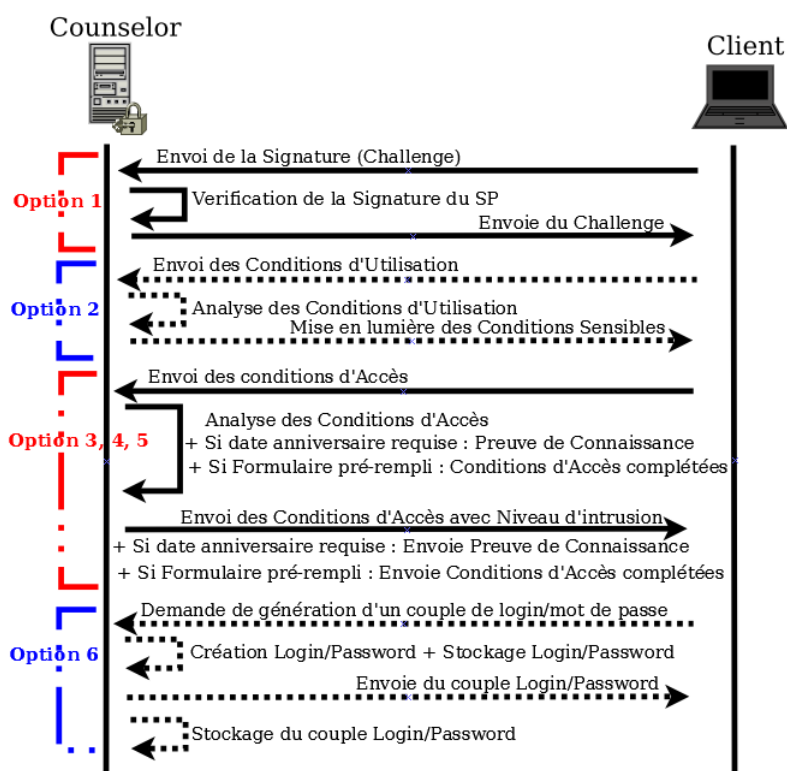 Counselor
Client
Envoi de la Signature (Challenge)
Option 1
Verification de la Signature du SP
Envoie du Challenge
Envoi des Conditions d'Utilisation
Option 2
Analyse des Conditions d'Utilisation
Mise en lumière des Conditions Sensibles
Envoi des conditions d'Accès
Option 3, 4, 5
Analyse des Conditions d'Accès
+ Si date anniversaire requise : Preuve de Connaissance
+ Si Formulaire pré-rempli : Conditions d'Accès complétées
Envoi des Conditions d'Accès avec Niveau d'intrusion
+ Si date anniversaire requise : Envoie Preuve de Connaissance
+ Si Formulaire pré-rempli : Envoie Conditions d'Accès complétées
Demande de génération d'un couple de login/mot de passe
Option 6
Création Login/Password + Stockage Login/Password
Envoie du couple Login/Password
Stockage du couple Login/Password